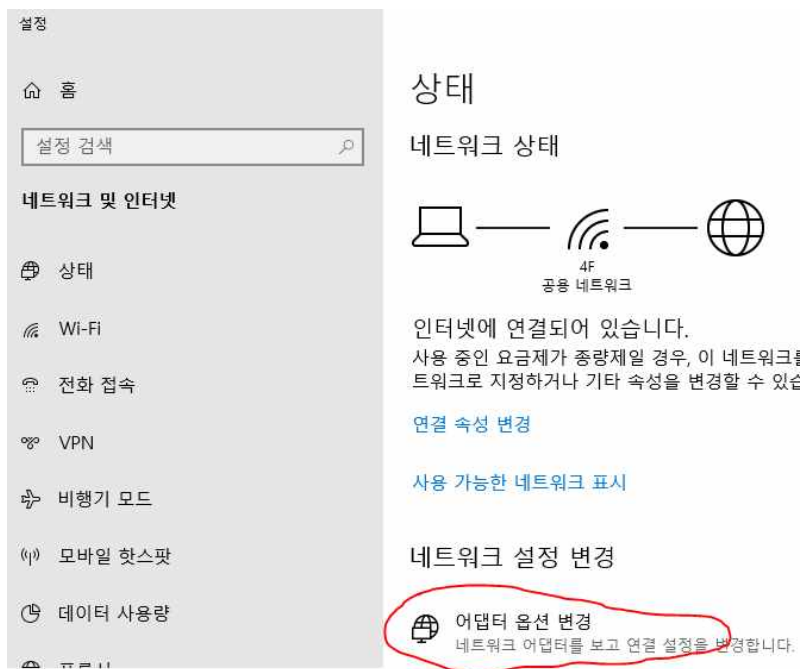 설정
홈
설정 검색
네트워크 및 인터넷
상태
Wi-Fi
전화 접속
VPN
비행기 모드
모바일 핫스팟
데이터 사용량
상태
네트워크 상태
4F
공용 네트워크
인터넷에 연결되어 있습니다.
사용 중인 요금제가 종량제일 경우, 이 네트워크를
트워크로 지정하거나 기타 속성을 변경할 수 있습
연결 속성 변경
사용 가능한 네트워크 표시
네트워크 설정 변경
어댑터 옵션 변경
네트워크 어댑터를 보고 연결 설정을 변경합니다.